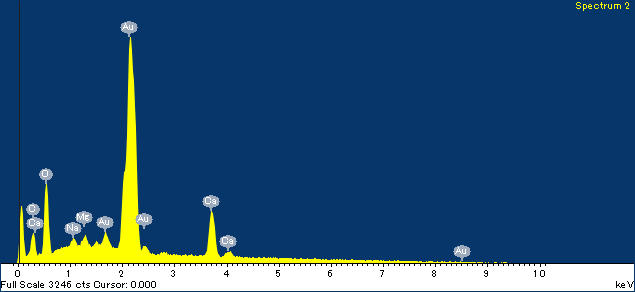 Spectrum 2
Au
O
C
Ca
Na
Mg
Au
Au
Ca
Ca
Au
0 1 2 3 4 5 6 7 8 9 10
Full Scale 3246 cts Cursor: 0.000 keV